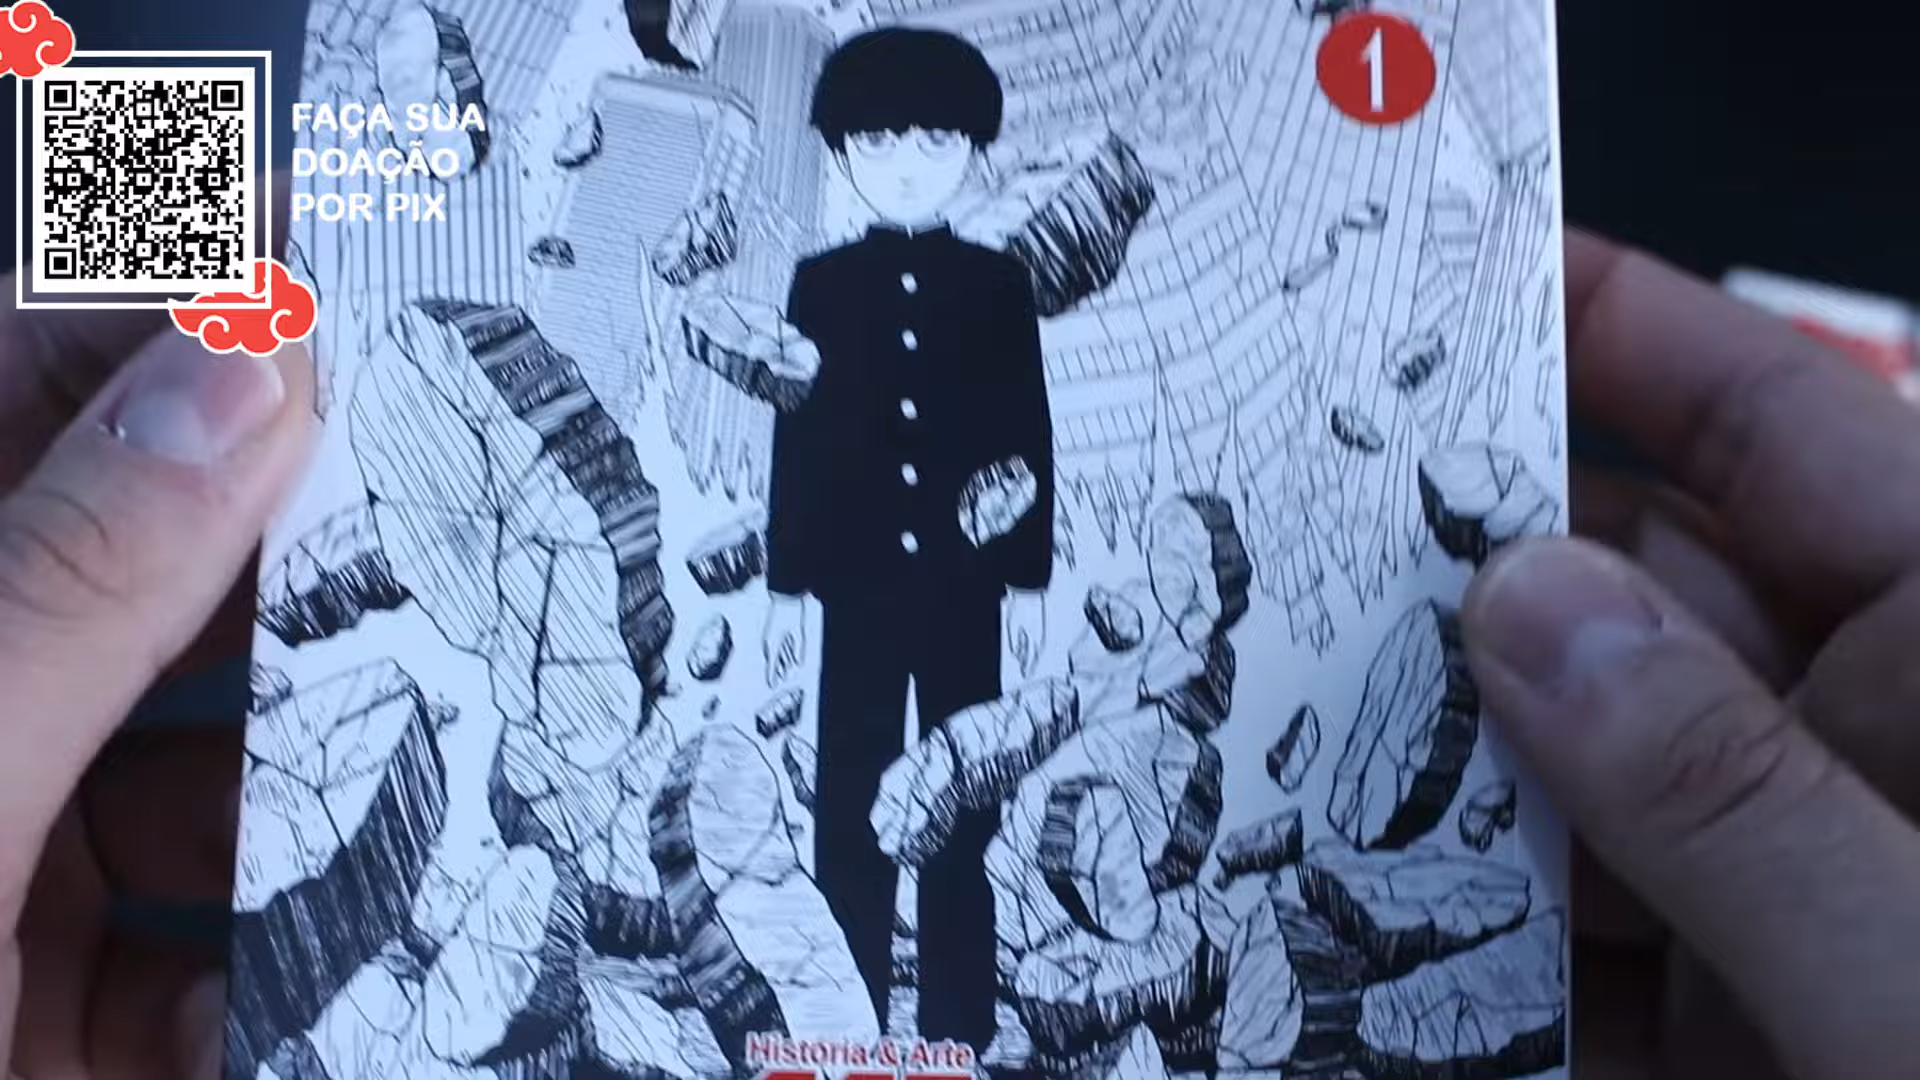 FAÇA SUA
DOAÇÃO
POR PIX
1
História & Arte